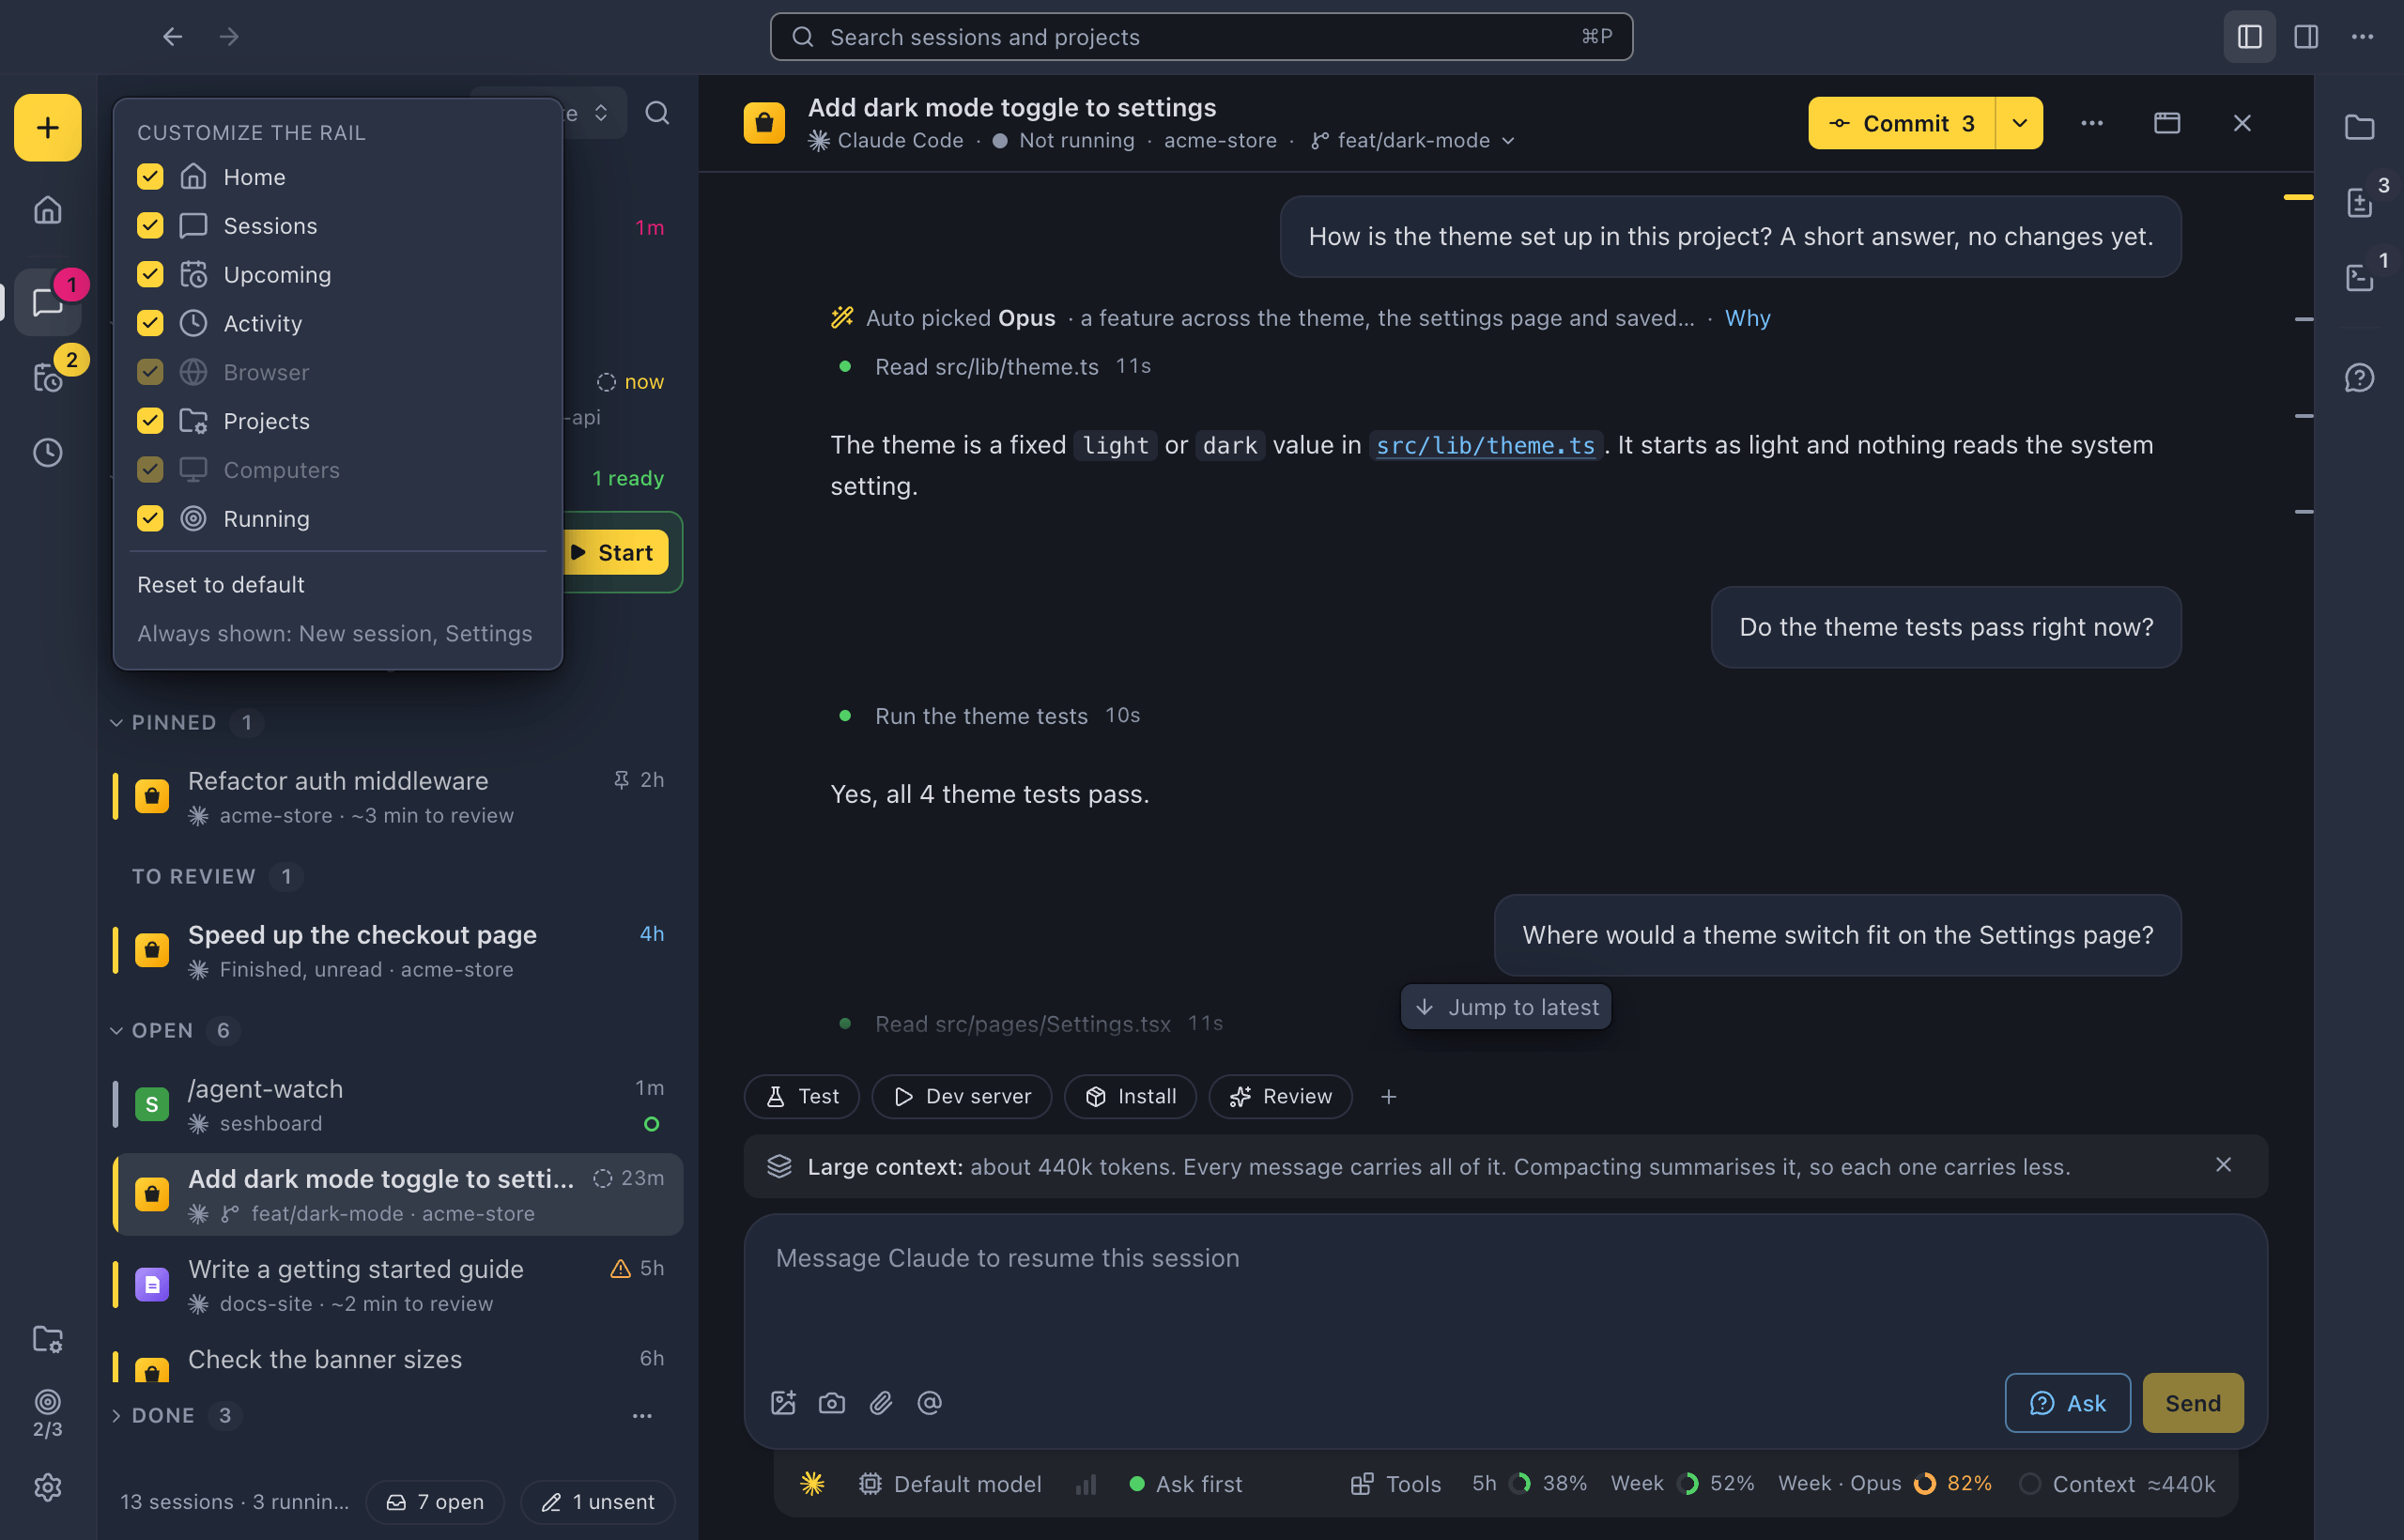 Search sessions and projects ⌘P
CUSTOMIZE THE RAIL
Home
Sessions
Upcoming
Activity
Browser
Projects
Computers
Running
Reset to default
Always shown: New session, Settings
1
2
2/3
1m
now
-api
1 ready
Start
PINNED 1
Refactor auth middleware 2h
acme-store · ~3 min to review
TO REVIEW 1
Speed up the checkout page 4h
Finished, unread · acme-store
OPEN 6
S
/agent-watch 1m
seshboard
Add dark mode toggle to setti... 23m
feat/dark-mode · acme-store
Write a getting started guide 5h
docs-site · ~2 min to review
Check the banner sizes 6h
DONE 3
13 sessions · 3 runnin... 7 open 1 unsent
Add dark mode toggle to settings
Claude Code · Not running · acme-store · feat/dark-mode
Commit 3
How is the theme set up in this project? A short answer, no changes yet.
Auto picked Opus · a feature across the theme, the settings page and saved... · Why
Read src/lib/theme.ts 11s
The theme is a fixed light or dark value in src/lib/theme.ts. It starts as light and nothing reads the system
setting.
Do the theme tests pass right now?
Run the theme tests 10s
Yes, all 4 theme tests pass.
Where would a theme switch fit on the Settings page?
Jump to latest
Read src/pages/Settings.tsx 11s
Test Dev server Install Review
Large context: about 440k tokens. Every message carries all of it. Compacting summarises it, so each one carries less.
Message Claude to resume this session
Ask Send
Default model Ask first Tools 5h 38% Week 52% Week · Opus 82% Context ≈440k
3
1